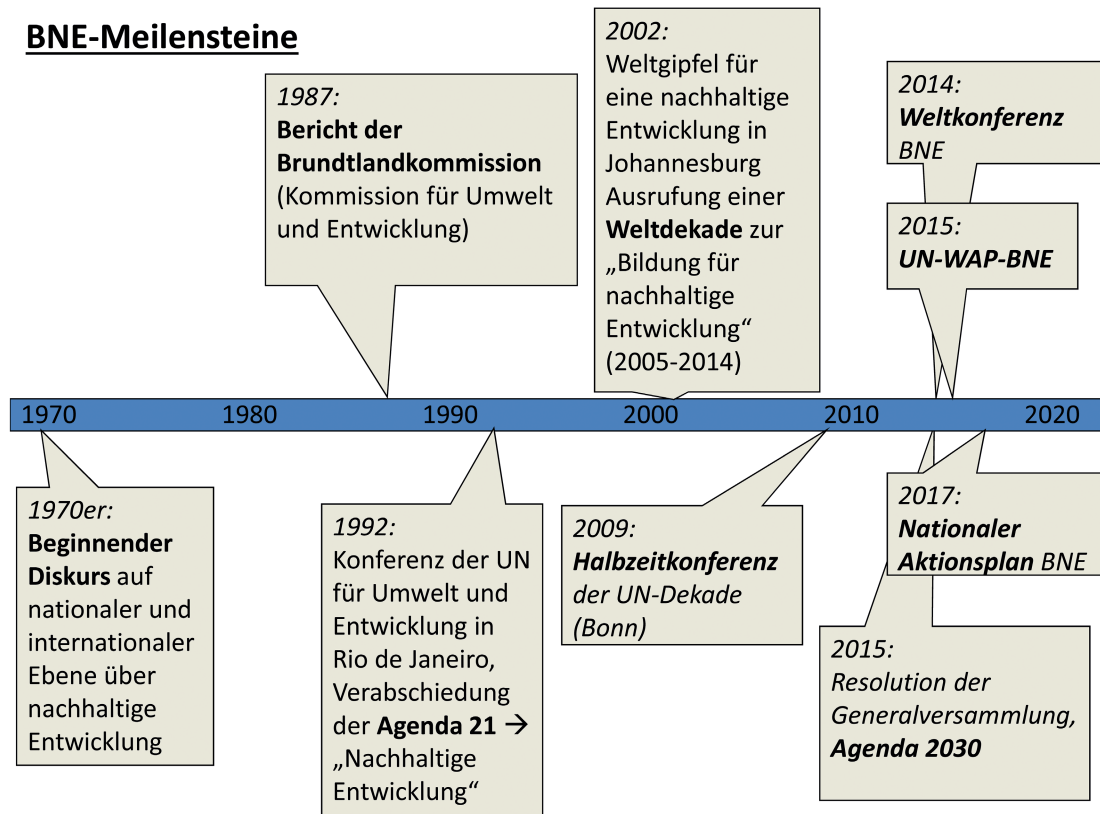 BNE-Meilensteine
1987:
Bericht der
Brundtlandkommission
(Kommission für Umwelt
und Entwicklung)
2002:
Weltgipfel für
eine nachhaltige
Entwicklung in
Johannesburg
Ausrufung einer
Weltdekade zur
„Bildung für
nachhaltige
Entwicklung“
(2005-2014)
2014:
Weltkonferenz
BNE
2015:
UN-WAP-BNE
1970 1980 1990 2000 2010 2020
1970er:
Beginnender
Diskurs auf
nationaler und
internationaler
Ebene über
nachhaltige
Entwicklung
1992:
Konferenz der UN
für Umwelt und
Entwicklung in
Rio de Janeiro,
Verabschiedung
der Agenda 21 →
„Nachhaltige
Entwicklung“
2009:
Halbzeitkonferenz
der UN-Dekade
(Bonn)
2017:
Nationaler
Aktionsplan BNE
2015:
Resolution der
Generalversammlung,
Agenda 2030